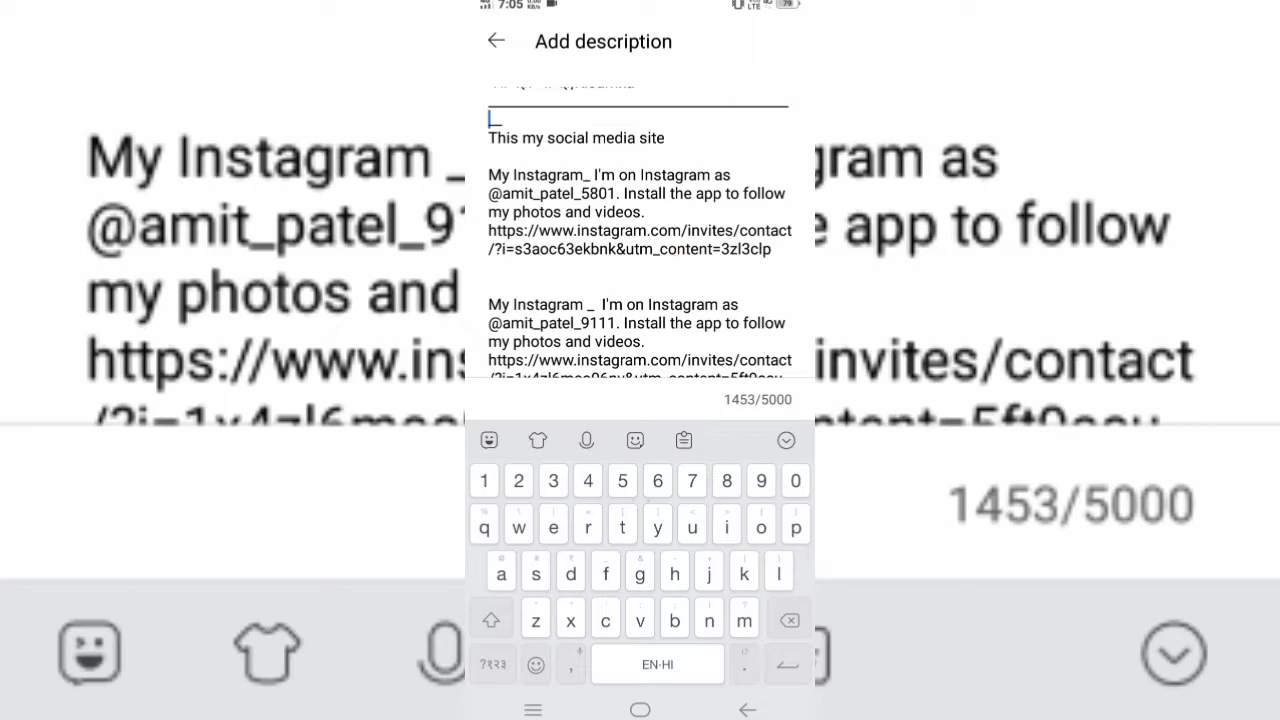 7:05
79
Add description
This my social media site
My Instagram_ I'm on Instagram as
@amit_patel_5801. Install the app to follow
my photos and videos.
https://www.instagram.com/invites/contact
/?i=s3aoc63ekbnk&utm_content=3zl3clp
My Instagram _ I'm on Instagram as
@amit_patel_9111. Install the app to follow
my photos and videos.
https://www.instagram.com/invites/contact
1453/5000
1 2 3 4 5 6 7 8 9 0
q w e r t y u i o p
a s d f g h j k l
z x c v b n m
?१२३ , EN·HI .
My Instagram _ gram as
@amit_patel_9 e app to follow
my photos and
https://www.ins invites/contact
1453/5000